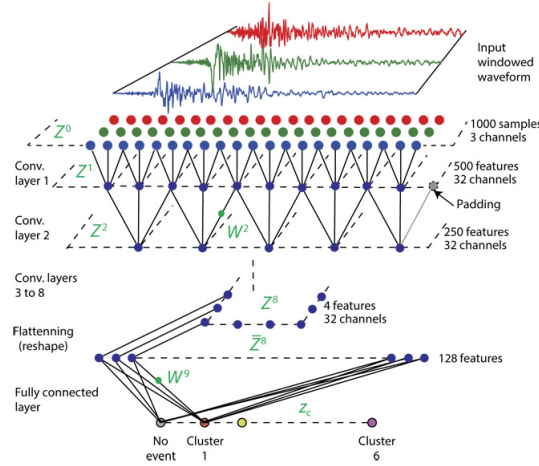 Input
windowed
waveform
Z⁰
1000 samples
3 channels
Conv.
layer 1
Z¹
500 features
32 channels
Padding
Conv.
layer 2
Z²
W²
250 features
32 channels
Conv. layers
3 to 8
Z⁸
4 features
32 channels
Flattenning
(reshape)
Z̅⁸
128 features
W⁹
Fully connected
layer
z_c
No
event
Cluster
1
Cluster
6